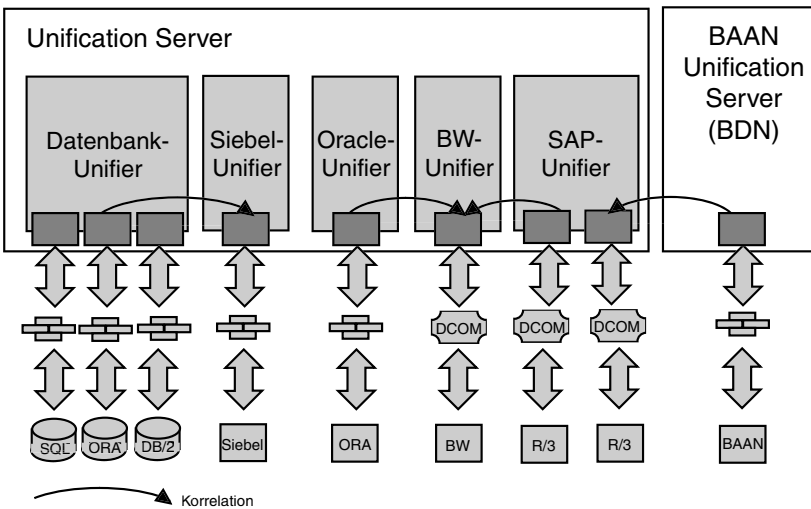 Unification Server
BAAN
Unification
Server
(BDN)
Datenbank-
Unifier
Siebel-
Unifier
Oracle-
Unifier
BW-
Unifier
SAP-
Unifier
DCOM
DCOM
DCOM
SQL
ORA
DB/2
Siebel
ORA
BW
R/3
R/3
BAAN
Korrelation